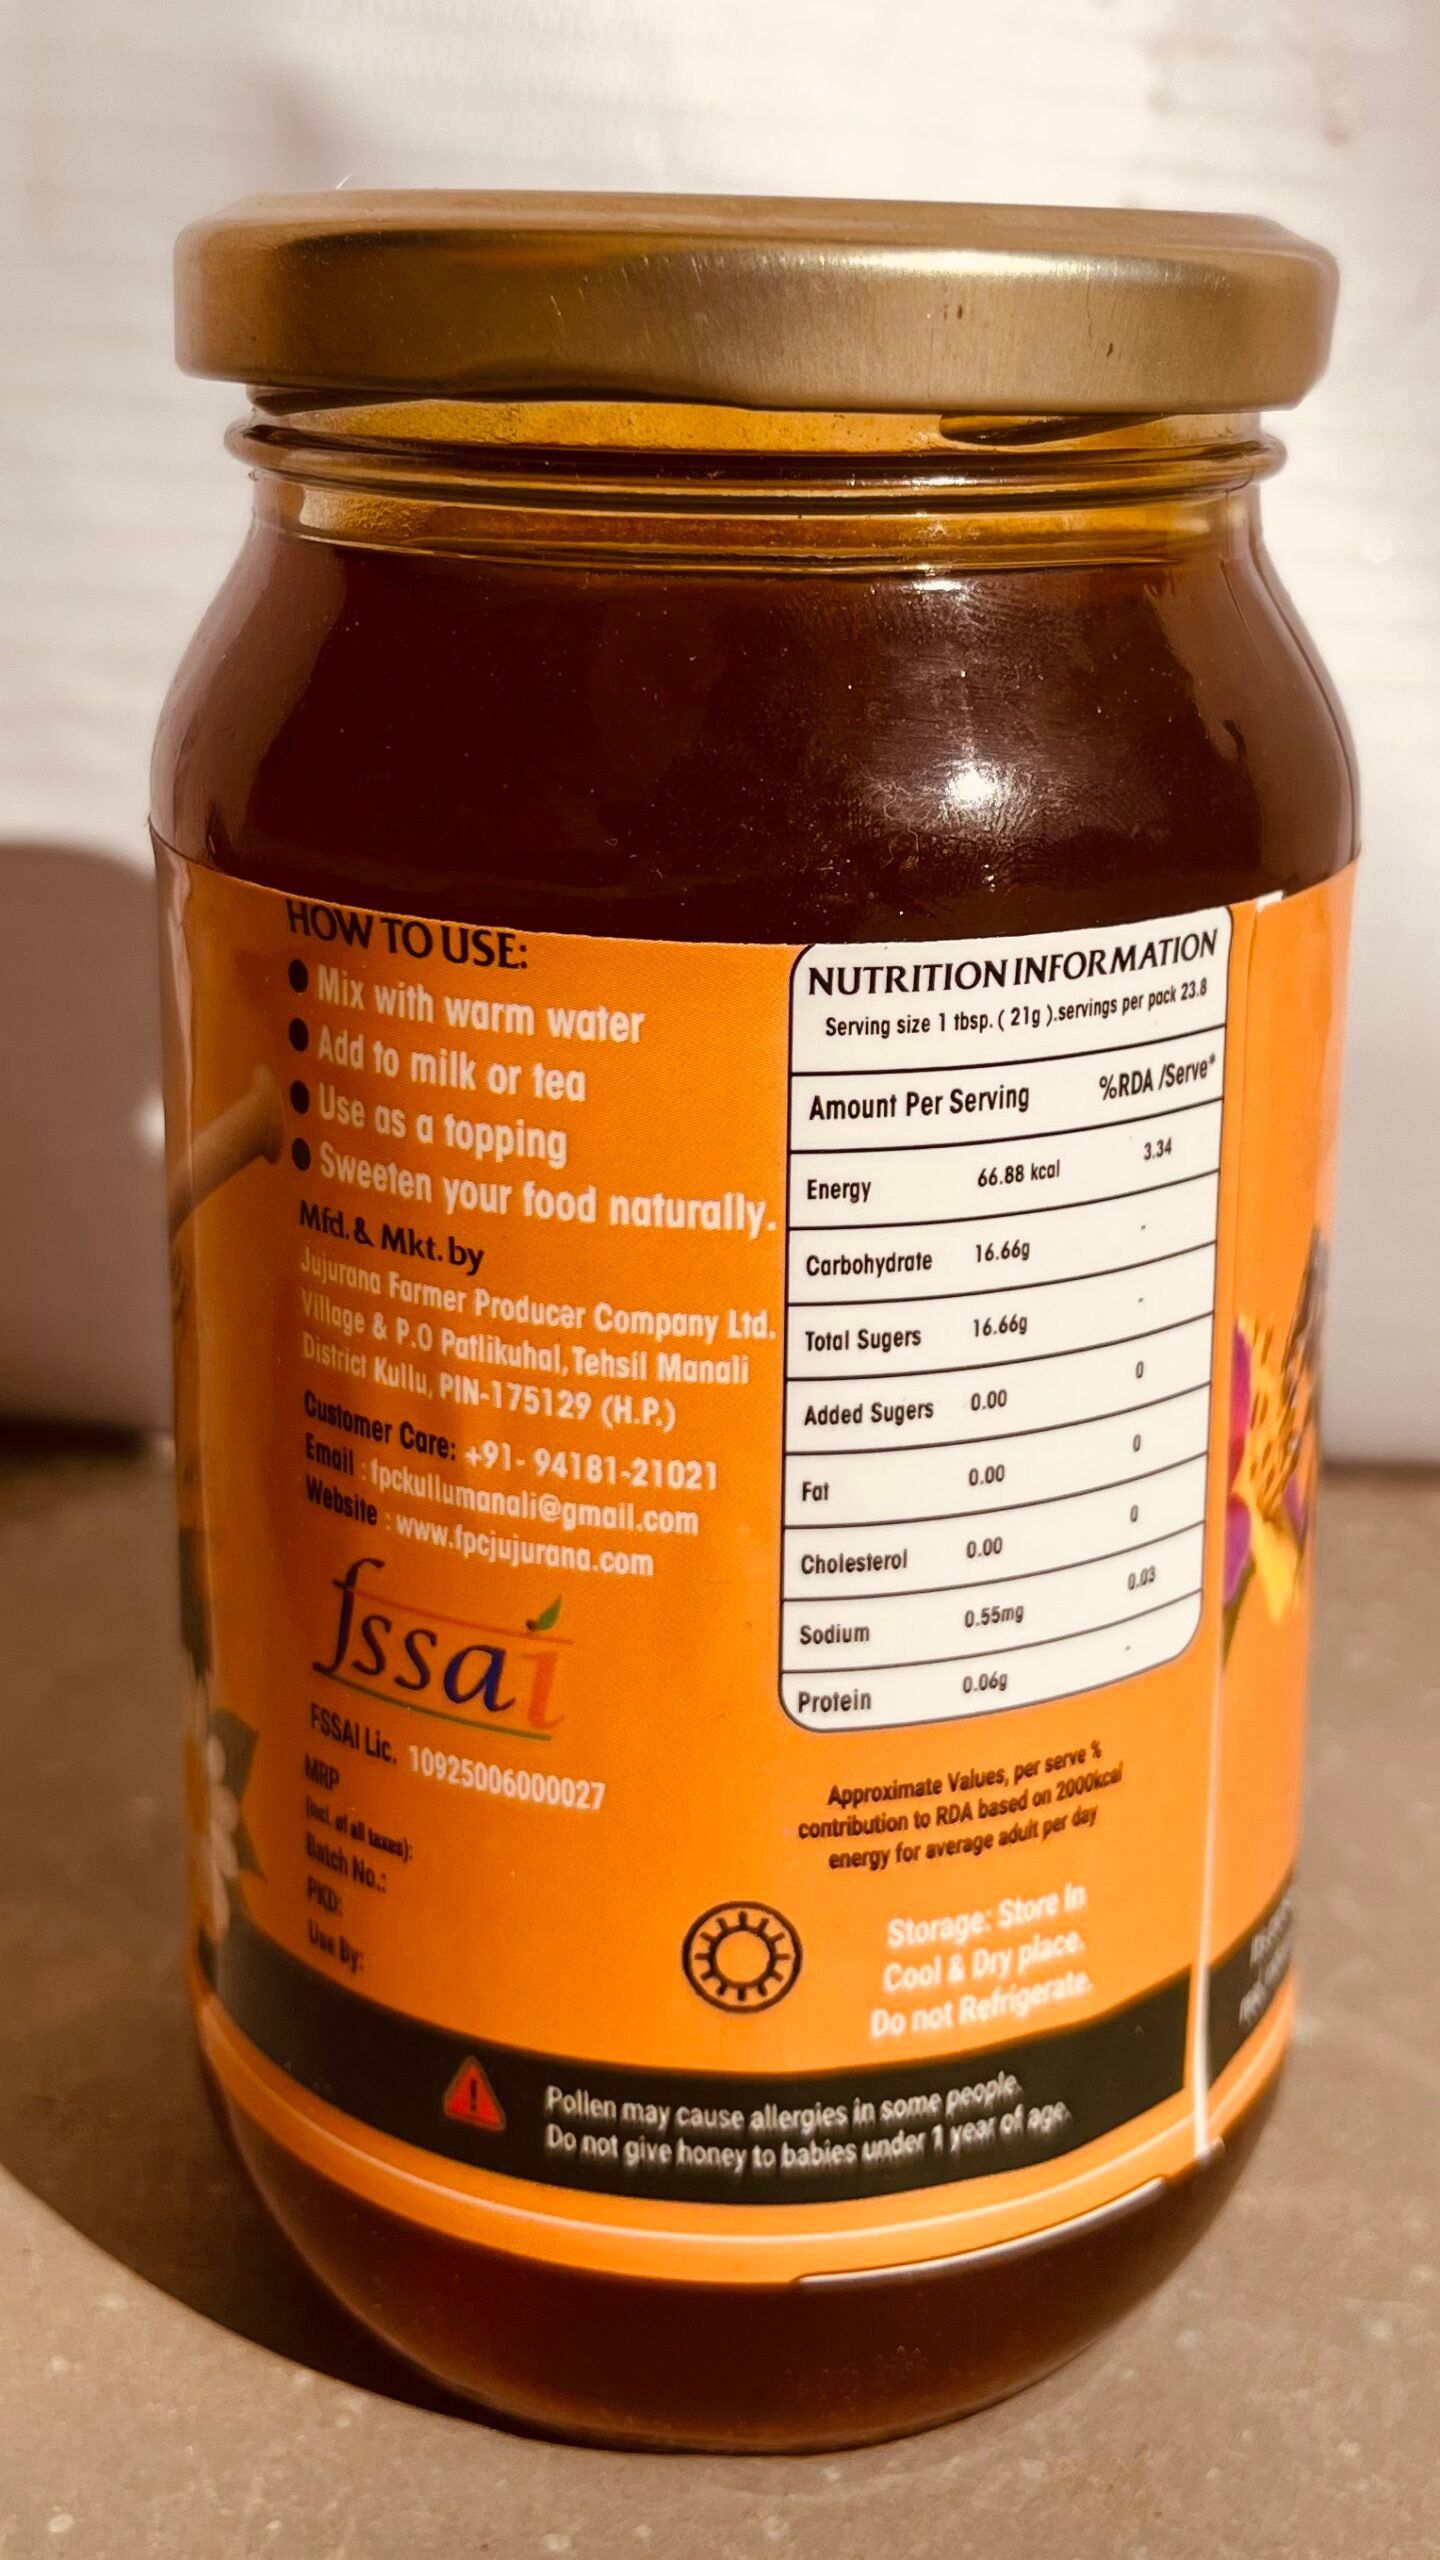 HOW TO USE:
Mix with warm water
Add to milk or tea
Use as a topping
Sweeten your food naturally.
Mfd. & Mkt. by
Jujurana Farmer Producer Company Ltd.
Village & P.O Patlikuhal, Tehsil Manali
District Kullu, PIN-175129 (H.P.)
Customer Care: +91- 94181-21021
Email : fpckullumanali@gmail.com
Website : www.fpcjujurana.com
fssai
FSSAI Lic. 10925006000027
MRP
(incl. of all taxes):
Batch No.:
PKD:
Use By:
NUTRITION INFORMATION
Serving size 1 tbsp. ( 21g ).servings per pack 23.8
Amount Per Serving %RDA /Serve*
Energy 66.88 kcal 3.34
Carbohydrate 16.66g -
Total Sugers 16.66g -
Added Sugers 0.00 0
Fat 0.00 0
Cholesterol 0.00 0
Sodium 0.55mg 0.03
Protein 0.06g -
Approximate Values, per serve %
contribution to RDA based on 2000kcal
energy for average adult per day
Storage: Store In
Cool & Dry place.
Do not Refrigerate.
Pollen may cause allergies in some people.
Do not give honey to babies under 1 year of age.